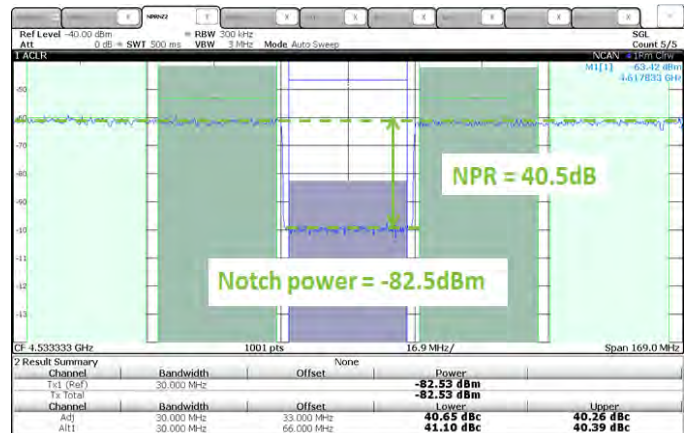 Ref Level -40.00 dBm RBW 300 kHz SGL
Att 0 dB SWT 500 ms VBW 3 MHz Mode Auto Sweep Count 5/5
1 ACLR NCAN 1Rm Clrw
M1[1] -63.42 dBm
4.617833 GHz
NPR = 40.5dB
Notch power = -82.5dBm
CF 4.533333 GHz 1001 pts 16.9 MHz/ Span 169.0 MHz
2 Result Summary None
Channel Bandwidth Offset Power
Tx1 (Ref) 30.000 MHz -82.53 dBm
Tx Total -82.53 dBm
Channel Bandwidth Offset Lower Upper
Adj 30.000 MHz 33.000 MHz 40.65 dBc 40.26 dBc
Alt1 30.000 MHz 66.000 MHz 41.10 dBc 40.39 dBc